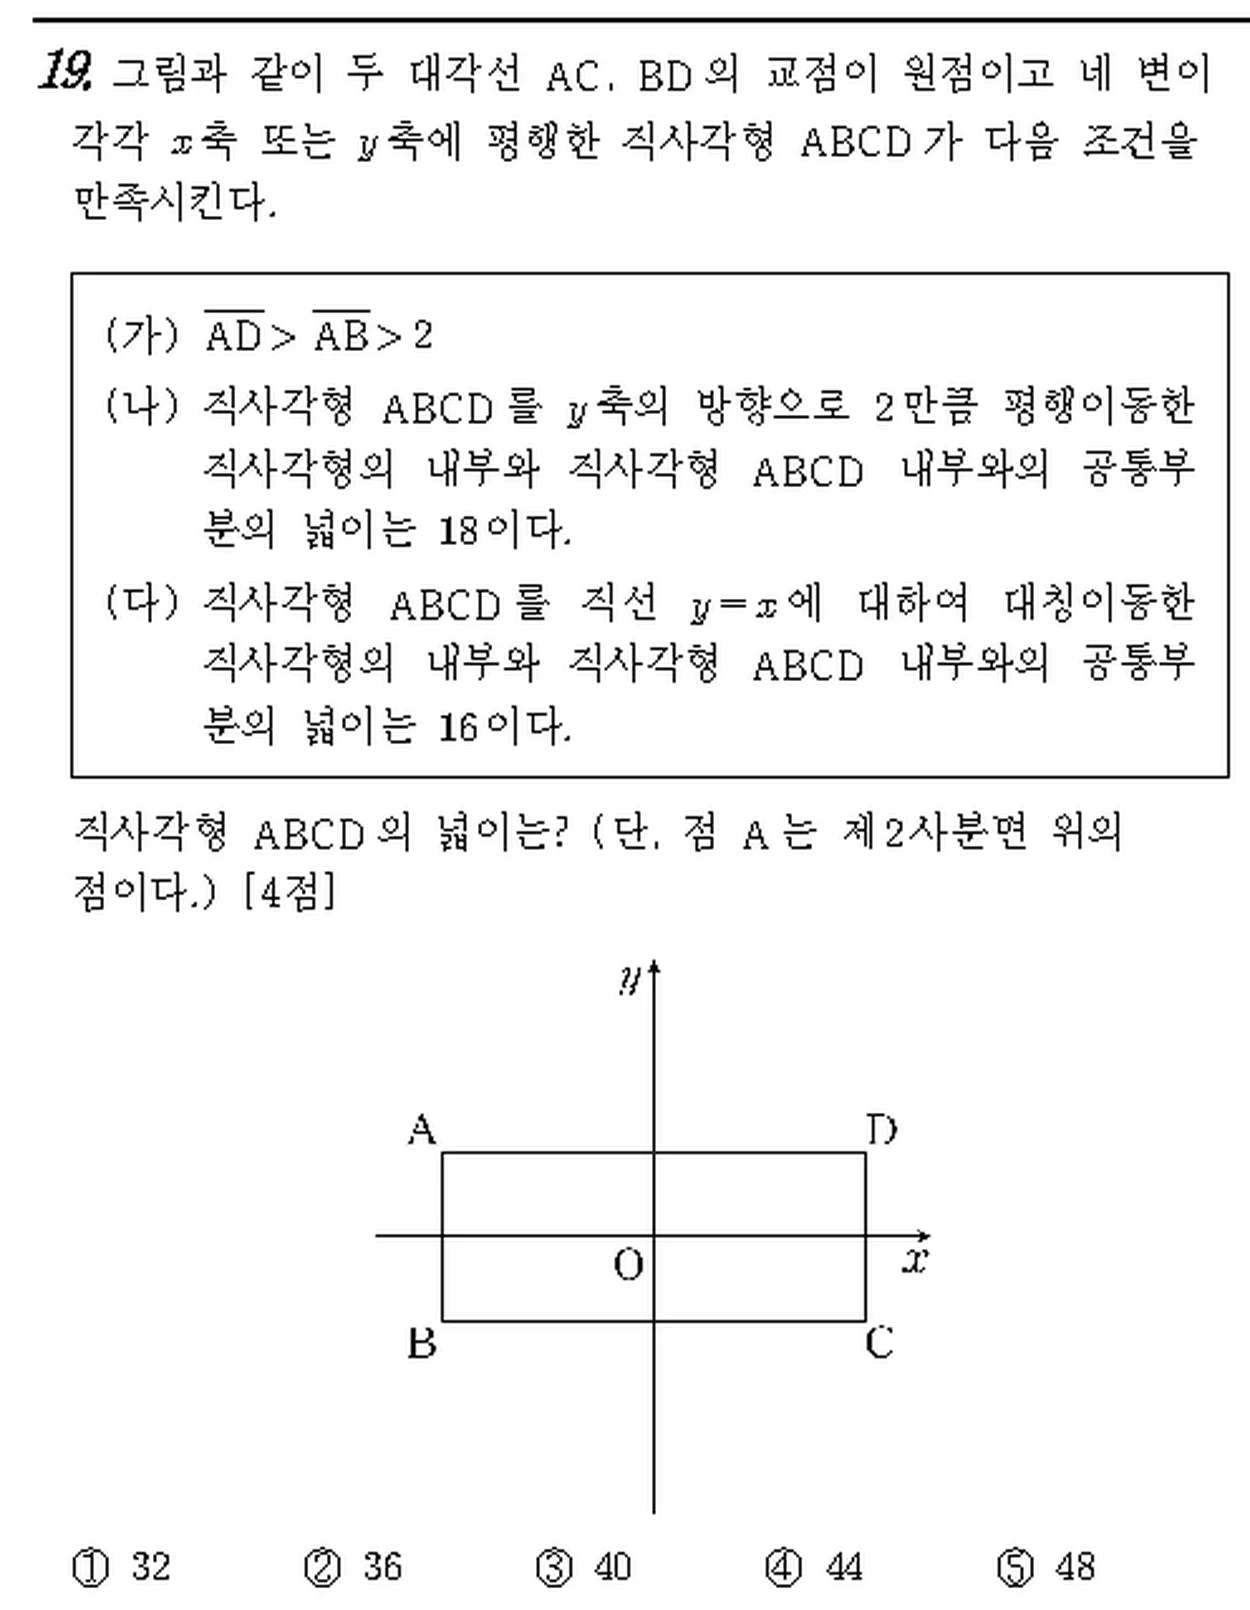 19. 그림과 같이 두 대각선 AC, BD의 교점이 원점이고 네 변이
각각 x축 또는 y축에 평행한 직사각형 ABCD가 다음 조건을
만족시킨다.
(가) AD > AB > 2
(나) 직사각형 ABCD를 y축의 방향으로 2만큼 평행이동한
직사각형의 내부와 직사각형 ABCD 내부와의 공통부
분의 넓이는 18이다.
(다) 직사각형 ABCD를 직선 y=x에 대하여 대칭이동한
직사각형의 내부와 직사각형 ABCD 내부와의 공통부
분의 넓이는 16이다.
직사각형 ABCD의 넓이는? (단, 점 A는 제2사분면 위의
점이다.) [4점]
y
A D
O x
B C
① 32 ② 36 ③ 40 ④ 44 ⑤ 48